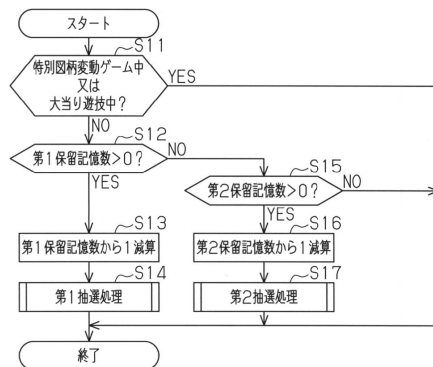 スタート
S11
特別図柄変動ゲーム中
又は
大当り遊技中?
YES
NO
S12
第1保留記憶数>0?
NO
YES
S15
第2保留記憶数>0?
NO
YES
S13
第1保留記憶数から1減算
S16
第2保留記憶数から1減算
S14
第1抽選処理
S17
第2抽選処理
終了